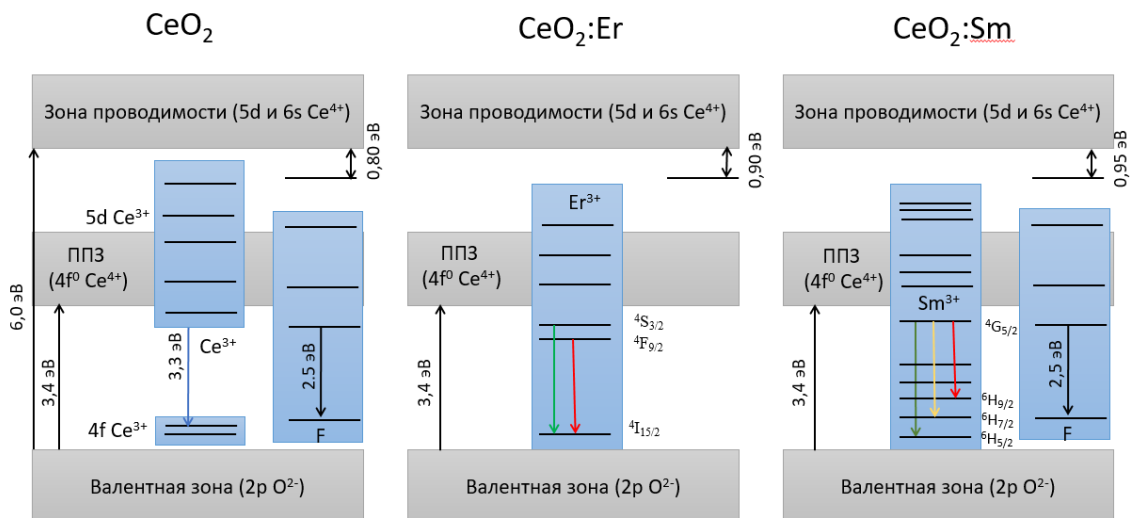 CeO₂
Зона проводимости (5d и 6s Ce⁴⁺)
0,80 эВ
5d Ce³⁺
ППЗ
(4f⁰ Ce⁴⁺)
6,0 эВ
3,4 эВ
3,3 эВ
Ce³⁺
2.5 эВ
4f Ce³⁺
F
Валентная зона (2p O²⁻)
CeO₂:Er
Зона проводимости (5d и 6s Ce⁴⁺)
0,90 эВ
Er³⁺
ППЗ
(4f⁰ Ce⁴⁺)
⁴S₃/₂
⁴F₉/₂
3,4 эВ
⁴I₁₅/₂
Валентная зона (2p O²⁻)
CeO₂:Sm
Зона проводимости (5d и 6s Ce⁴⁺)
0,95 эВ
ППЗ
(4f⁰ Ce⁴⁺)
Sm³⁺
⁴G₅/₂
3,4 эВ
2,5 эВ
⁶H₉/₂
⁶H₇/₂
⁶H₅/₂
F
Валентная зона (2p O²⁻)